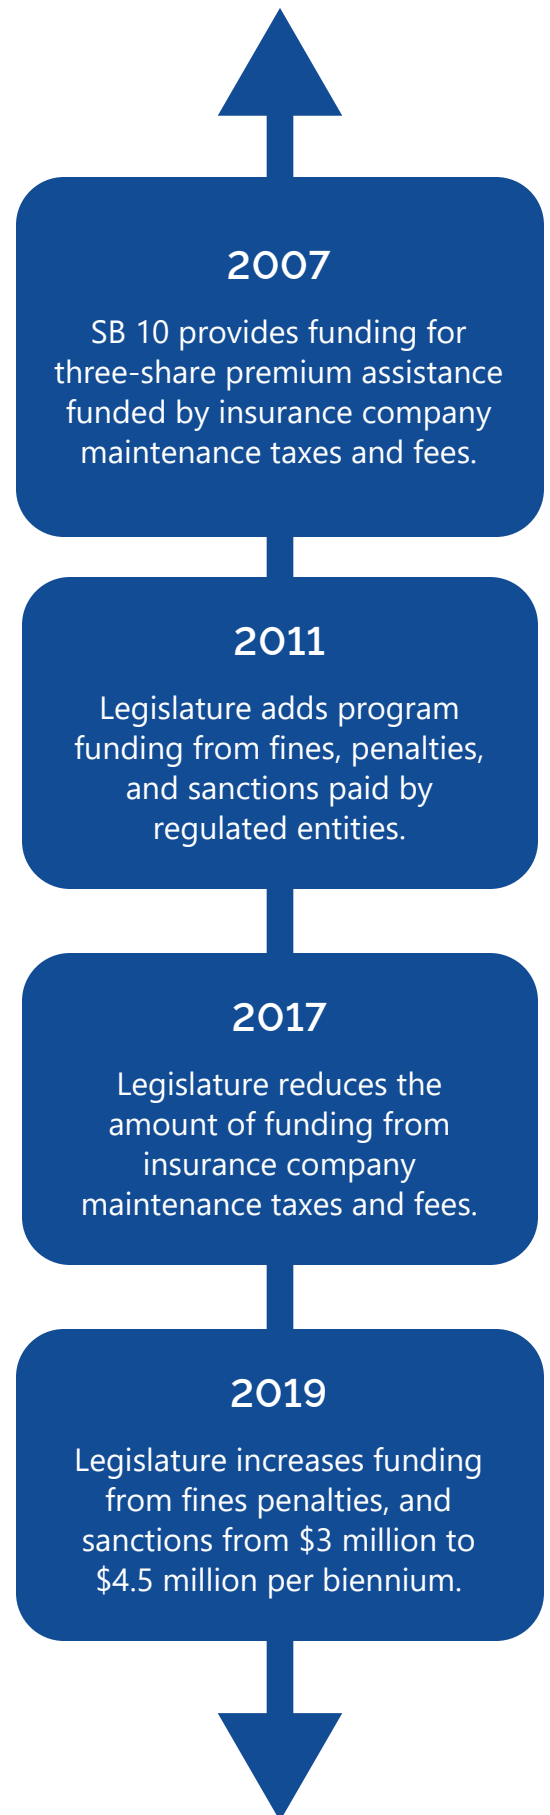 2007
SB 10 provides funding for
three-share premium assistance
funded by insurance company
maintenance taxes and fees.
2011
Legislature adds program
funding from fines, penalties,
and sanctions paid by
regulated entities.
2017
Legislature reduces the
amount of funding from
insurance company
maintenance taxes and fees.
2019
Legislature increases funding
from fines penalties, and
sanctions from $3 million to
$4.5 million per biennium.